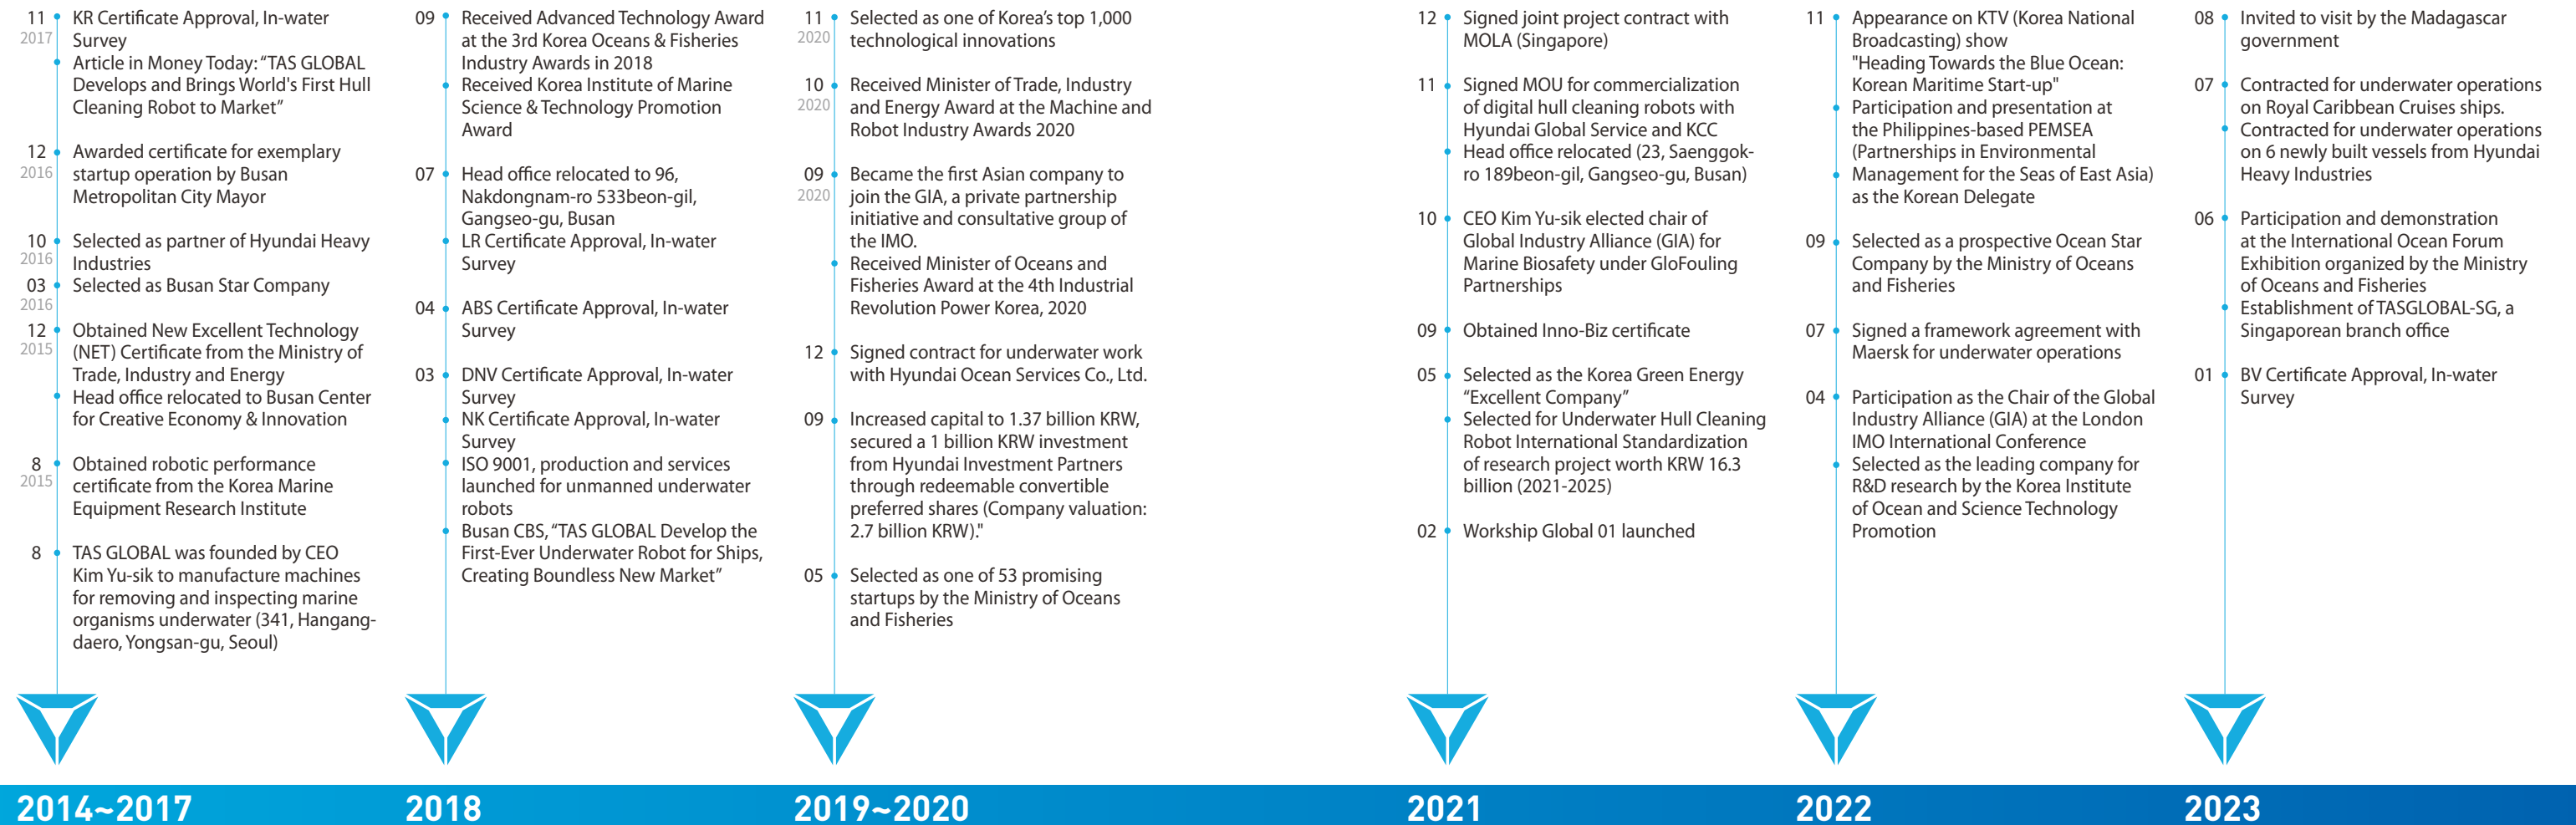 11 KR Certificate Approval, In-water
2017 Survey
Article in Money Today: “TAS GLOBAL
Develops and Brings World's First Hull
Cleaning Robot to Market”
12 Awarded certificate for exemplary
2016 startup operation by Busan
Metropolitan City Mayor
10 Selected as partner of Hyundai Heavy
2016 Industries
03 Selected as Busan Star Company
2016
12 Obtained New Excellent Technology
2015 (NET) Certificate from the Ministry of
Trade, Industry and Energy
Head office relocated to Busan Center
for Creative Economy & Innovation
8 Obtained robotic performance
2015 certificate from the Korea Marine
Equipment Research Institute
8 TAS GLOBAL was founded by CEO
Kim Yu-sik to manufacture machines
for removing and inspecting marine
organisms underwater (341, Hangang-
daero, Yongsan-gu, Seoul)
2014~2017
09 Received Advanced Technology Award
at the 3rd Korea Oceans & Fisheries
Industry Awards in 2018
Received Korea Institute of Marine
Science & Technology Promotion
Award
07 Head office relocated to 96,
Nakdongnam-ro 533beon-gil,
Gangseo-gu, Busan
LR Certificate Approval, In-water
Survey
04 ABS Certificate Approval, In-water
Survey
03 DNV Certificate Approval, In-water
Survey
NK Certificate Approval, In-water
Survey
ISO 9001, production and services
launched for unmanned underwater
robots
Busan CBS, “TAS GLOBAL Develop the
First-Ever Underwater Robot for Ships,
Creating Boundless New Market”
2018
11 Selected as one of Korea’s top 1,000
2020 technological innovations
10 Received Minister of Trade, Industry
2020 and Energy Award at the Machine and
Robot Industry Awards 2020
09 Became the first Asian company to
2020 join the GIA, a private partnership
initiative and consultative group of
the IMO.
Received Minister of Oceans and
Fisheries Award at the 4th Industrial
Revolution Power Korea, 2020
12 Signed contract for underwater work
with Hyundai Ocean Services Co., Ltd.
09 Increased capital to 1.37 billion KRW,
secured a 1 billion KRW investment
from Hyundai Investment Partners
through redeemable convertible
preferred shares (Company valuation:
2.7 billion KRW)."
05 Selected as one of 53 promising
startups by the Ministry of Oceans
and Fisheries
2019~2020
12 Signed joint project contract with
MOLA (Singapore)
11 Signed MOU for commercialization
of digital hull cleaning robots with
Hyundai Global Service and KCC
Head office relocated (23, Saenggok-
ro 189beon-gil, Gangseo-gu, Busan)
10 CEO Kim Yu-sik elected chair of
Global Industry Alliance (GIA) for
Marine Biosafety under GloFouling
Partnerships
09 Obtained Inno-Biz certificate
05 Selected as the Korea Green Energy
“Excellent Company”
Selected for Underwater Hull Cleaning
Robot International Standardization
of research project worth KRW 16.3
billion (2021-2025)
02 Workship Global 01 launched
2021
11 Appearance on KTV (Korea National
Broadcasting) show
"Heading Towards the Blue Ocean:
Korean Maritime Start-up"
Participation and presentation at
the Philippines-based PEMSEA
(Partnerships in Environmental
Management for the Seas of East Asia)
as the Korean Delegate
09 Selected as a prospective Ocean Star
Company by the Ministry of Oceans
and Fisheries
07 Signed a framework agreement with
Maersk for underwater operations
04 Participation as the Chair of the Global
Industry Alliance (GIA) at the London
IMO International Conference
Selected as the leading company for
R&D research by the Korea Institute
of Ocean and Science Technology
Promotion
2022
08 Invited to visit by the Madagascar
government
07 Contracted for underwater operations
on Royal Caribbean Cruises ships.
Contracted for underwater operations
on 6 newly built vessels from Hyundai
Heavy Industries
06 Participation and demonstration
at the International Ocean Forum
Exhibition organized by the Ministry
of Oceans and Fisheries
Establishment of TASGLOBAL-SG, a
Singaporean branch office
01 BV Certificate Approval, In-water
Survey
2023